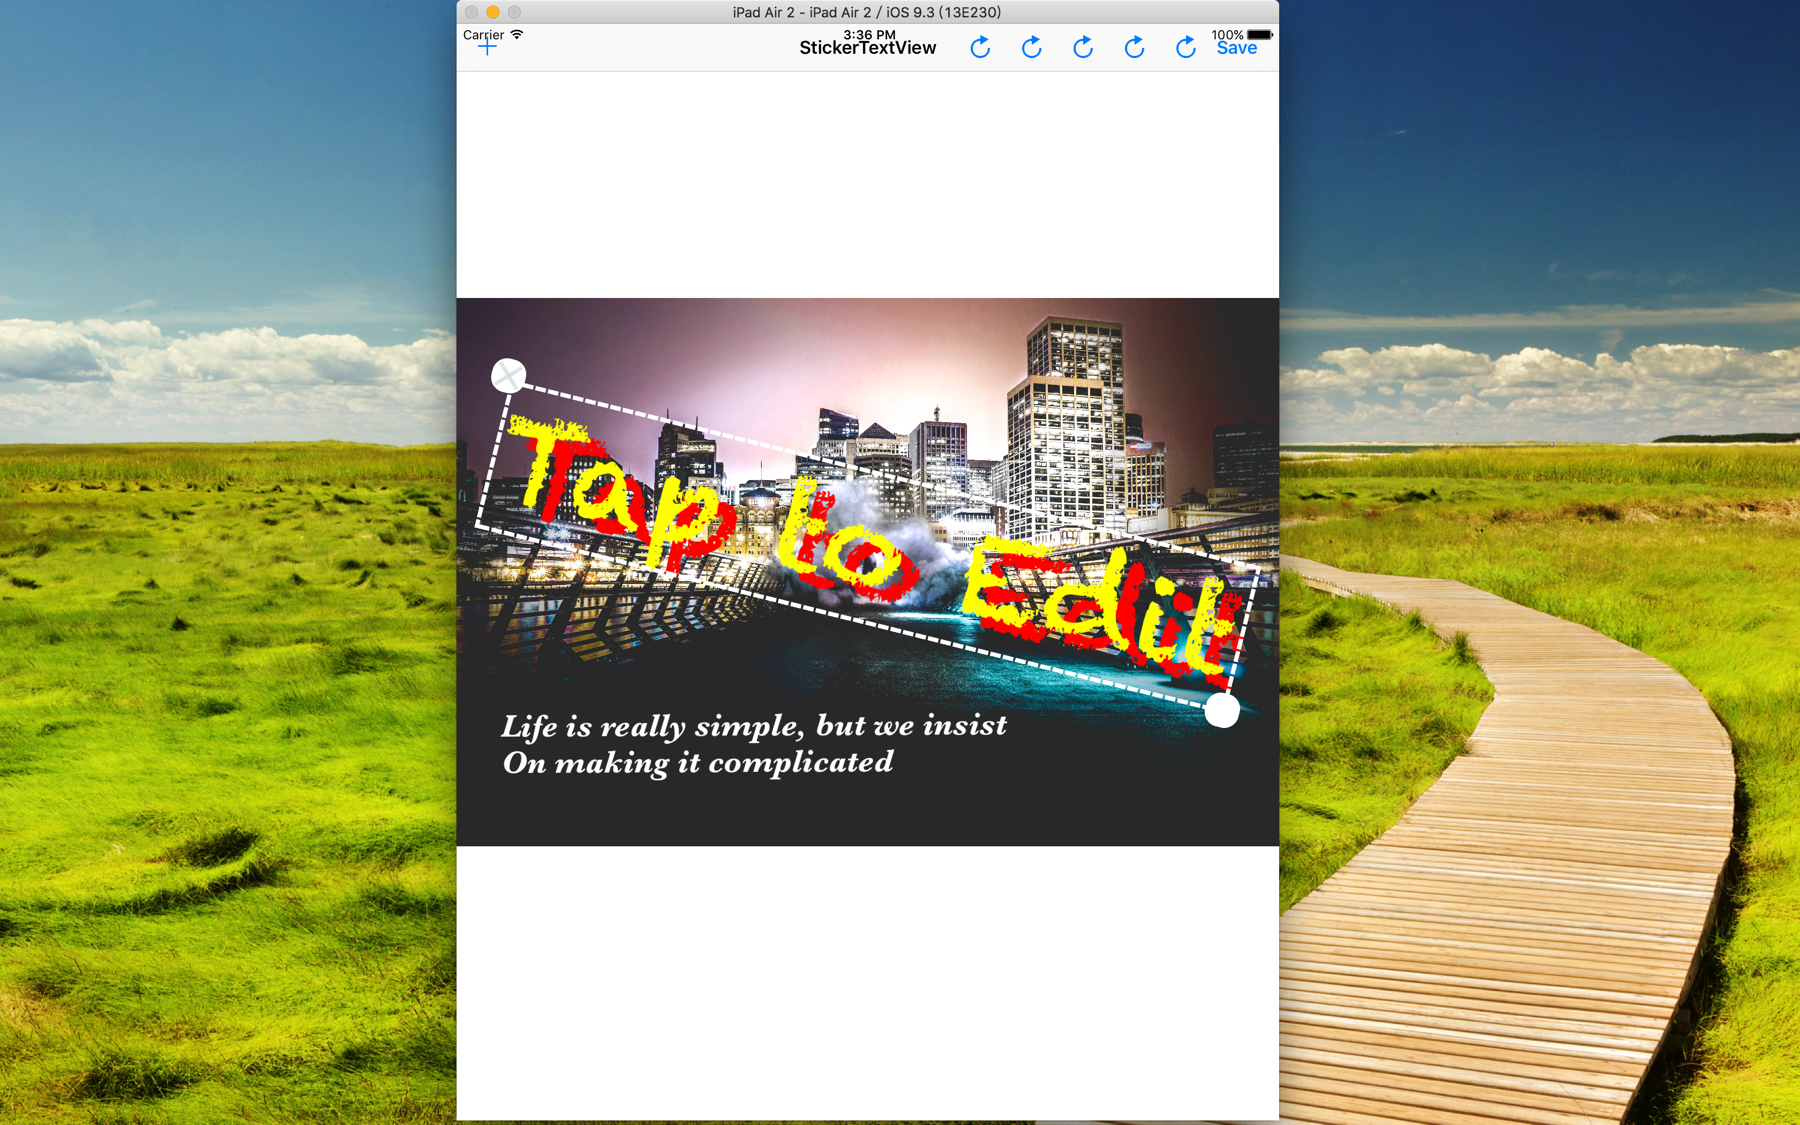 iPad Air 2 - iPad Air 2 / iOS 9.3 (13E230)
Carrier 3:36 PM 100%
StickerTextView Save
Tap to Edit
Life is really simple, but we insist
On making it complicated